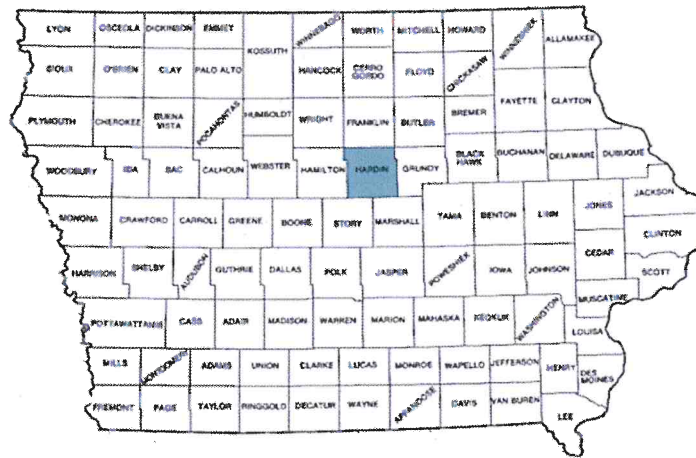 LYON OSCEOLA DICKINSON EMMET KOSSUTH WINNEBAGO WORTH MITCHELL HOWARD WINNESHIEK ALLAMAKEE
SIOUX O'BRIEN CLAY PALO ALTO HANCOCK CERRO GORDO FLOYD CHICKASAW
PLYMOUTH CHEROKEE BUENA VISTA POCAHONTAS HUMBOLDT WRIGHT FRANKLIN BUTLER BREMER FAYETTE CLAYTON
WOODBURY IDA SAC CALHOUN WEBSTER HAMILTON HARDIN GRUNDY BLACK HAWK BUCHANAN DELAWARE DUBUQUE
MONONA CRAWFORD CARROLL GREENE BOONE STORY MARSHALL TAMA BENTON LINN JONES JACKSON
CLINTON
HARRISON SHELBY AUDUBON GUTHRIE DALLAS POLK JASPER POWESHIEK IOWA JOHNSON CEDAR SCOTT
MUSCATINE
POTTAWATTAMIE CASS ADAIR MADISON WARREN MARION MAHASKA KEOKUK WASHINGTON LOUISA
MILLS MONTGOMERY ADAMS UNION CLARKE LUCAS MONROE WAPELLO JEFFERSON HENRY DES MOINES
FREMONT PAGE TAYLOR RINGGOLD DECATUR WAYNE APPANOOSE DAVIS VAN BUREN LEE